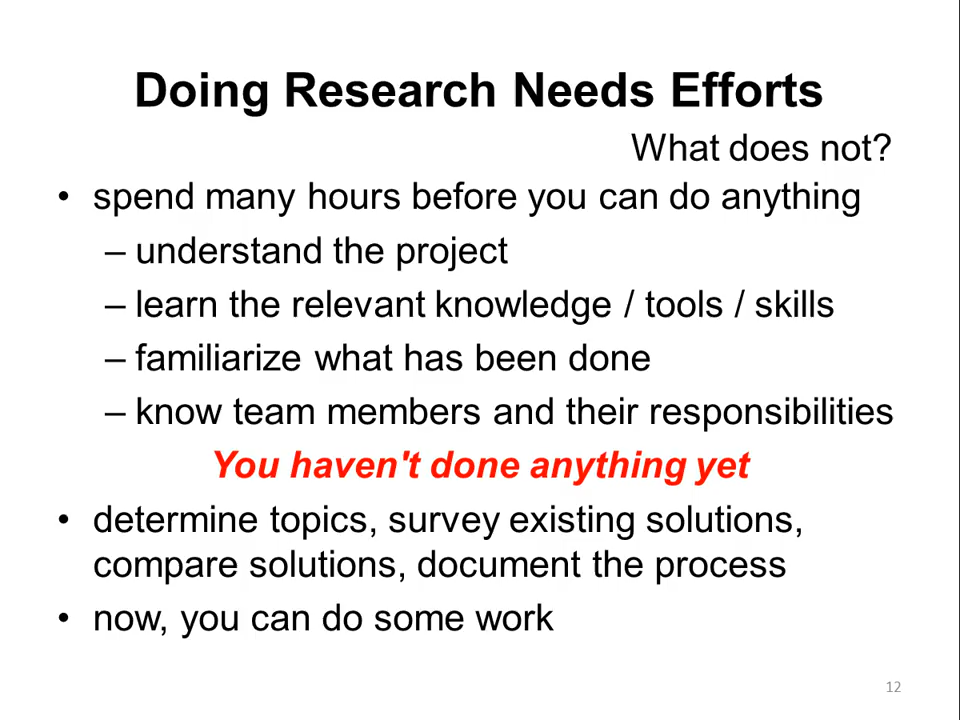 Doing Research Needs Efforts
What does not?
• spend many hours before you can do anything
– understand the project
– learn the relevant knowledge / tools / skills
– familiarize what has been done
– know team members and their responsibilities
You haven't done anything yet
• determine topics, survey existing solutions,
compare solutions, document the process
• now, you can do some work
12